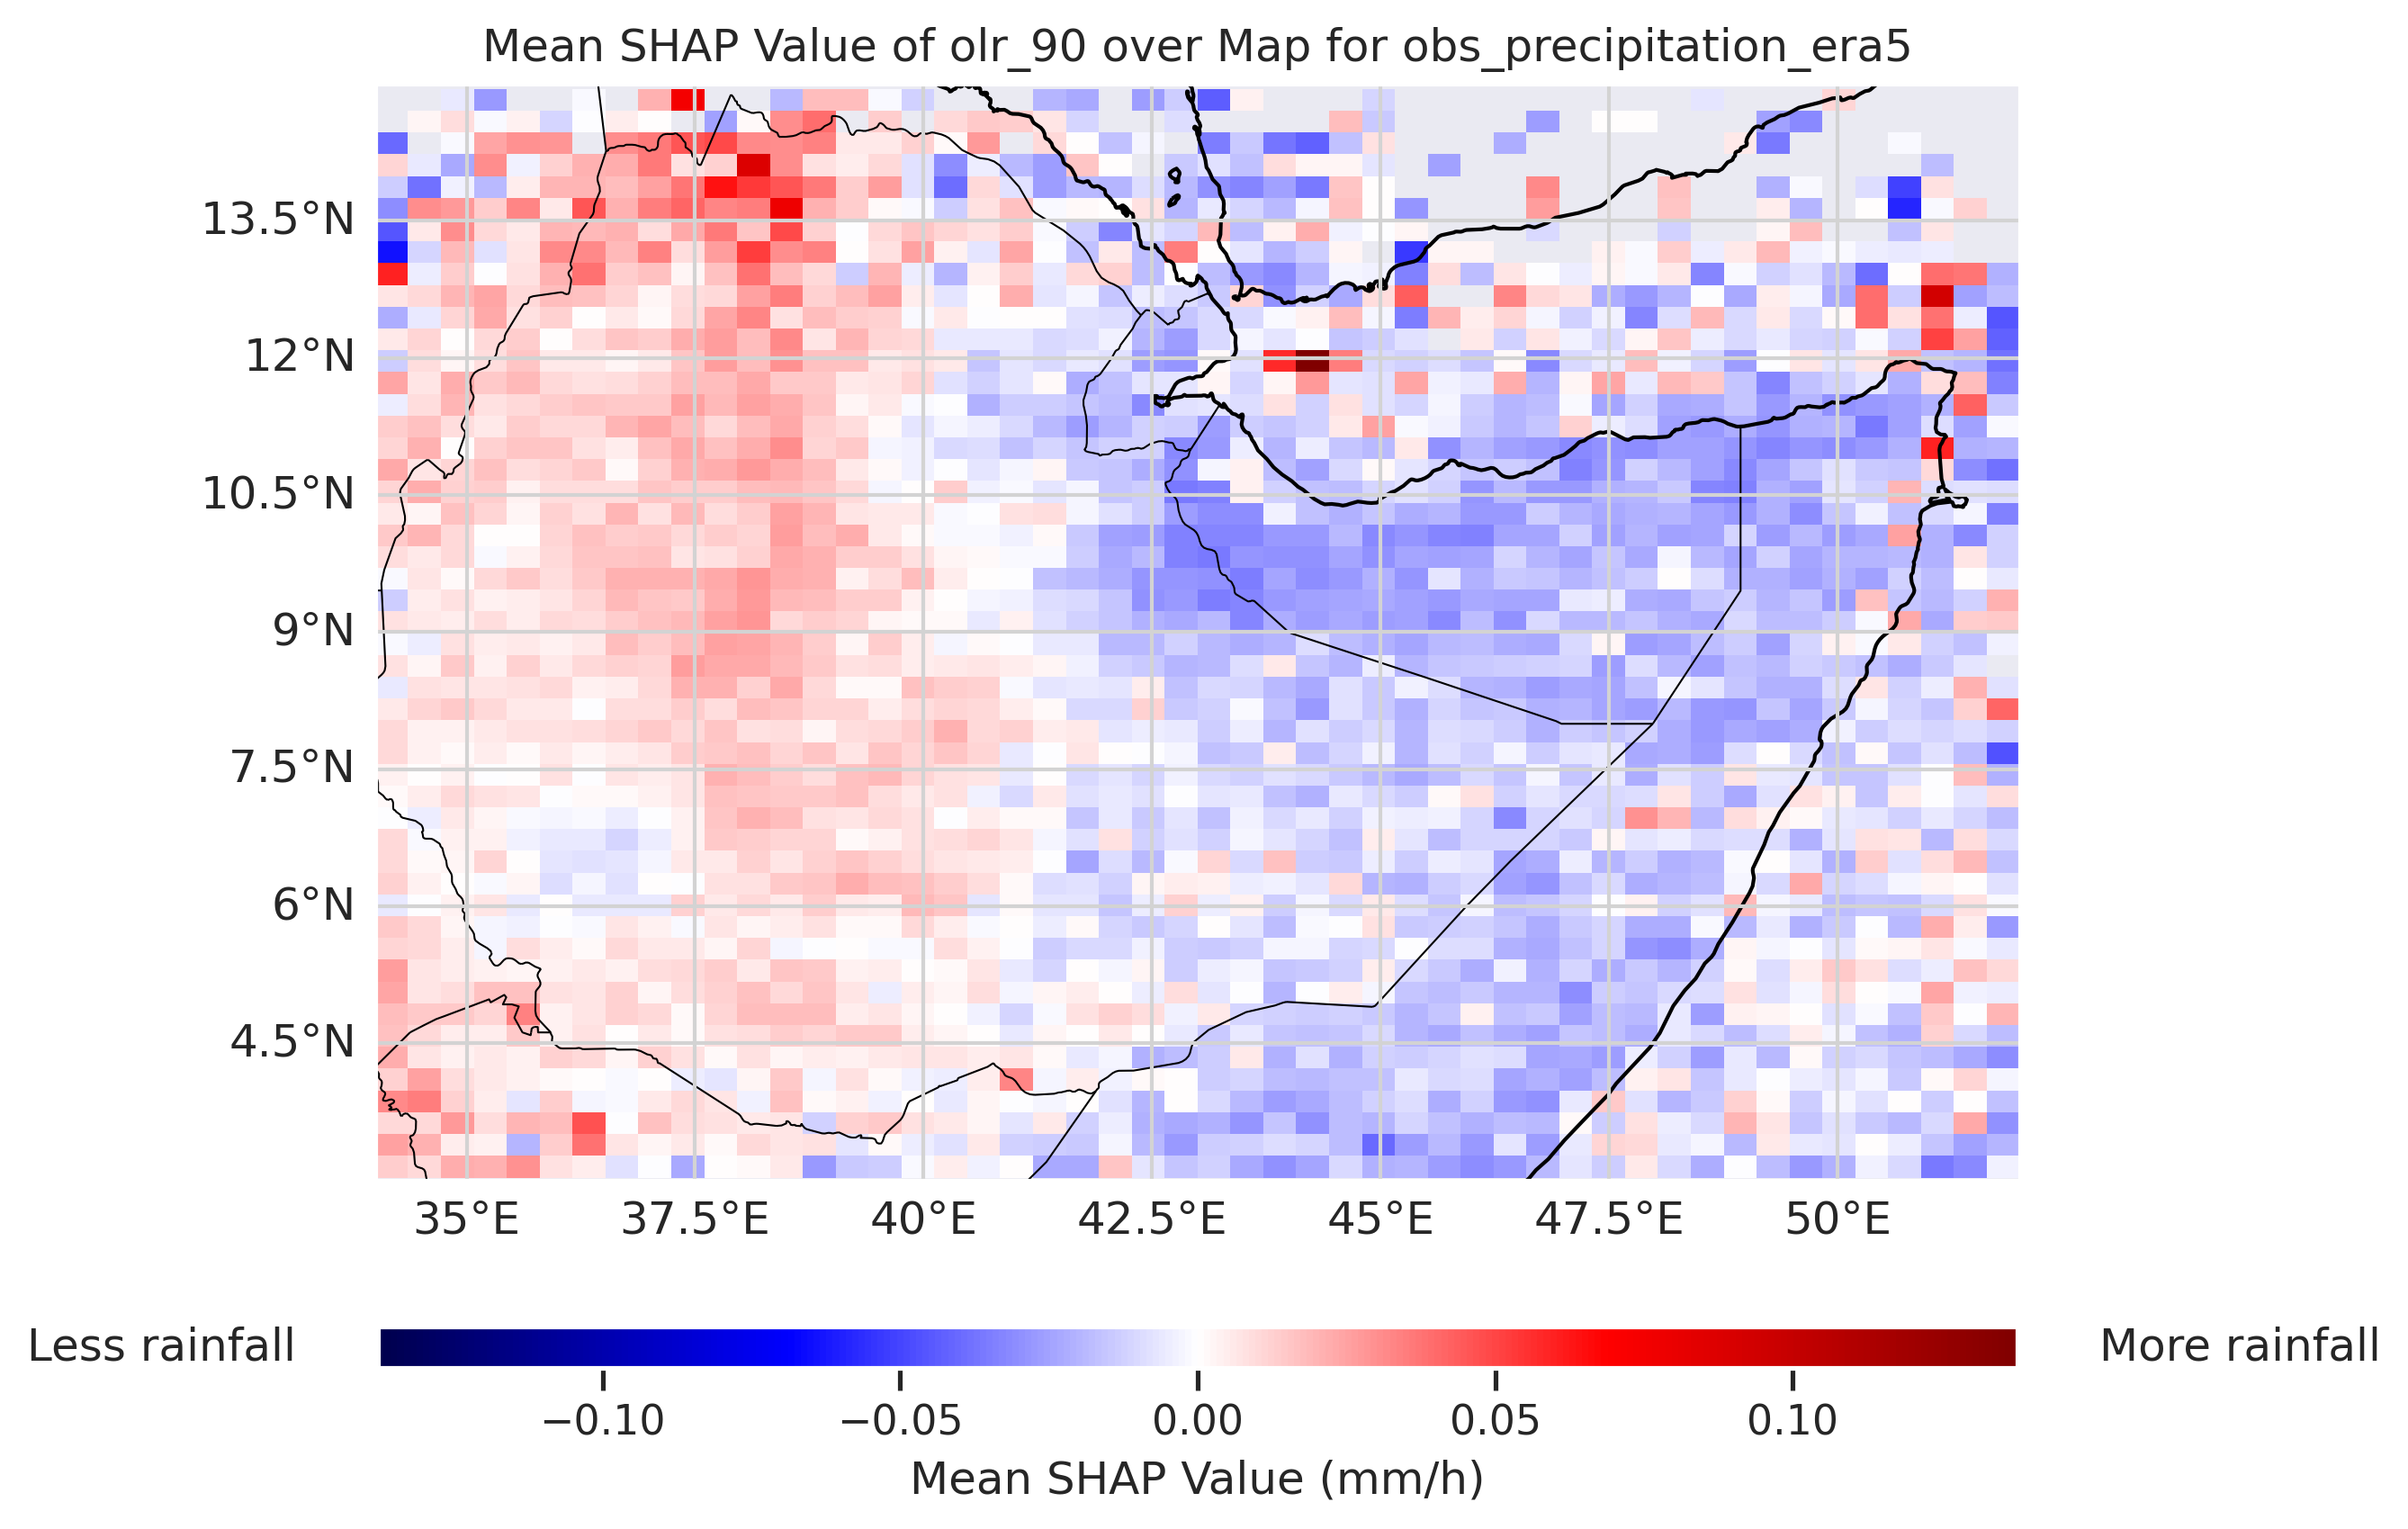 Mean SHAP Value of olr_90 over Map for obs_precipitation_era5
13.5°N
12°N
10.5°N
9°N
7.5°N
6°N
4.5°N
35°E 37.5°E 40°E 42.5°E 45°E 47.5°E 50°E
Less rainfall More rainfall
−0.10 −0.05 0.00 0.05 0.10
Mean SHAP Value (mm/h)